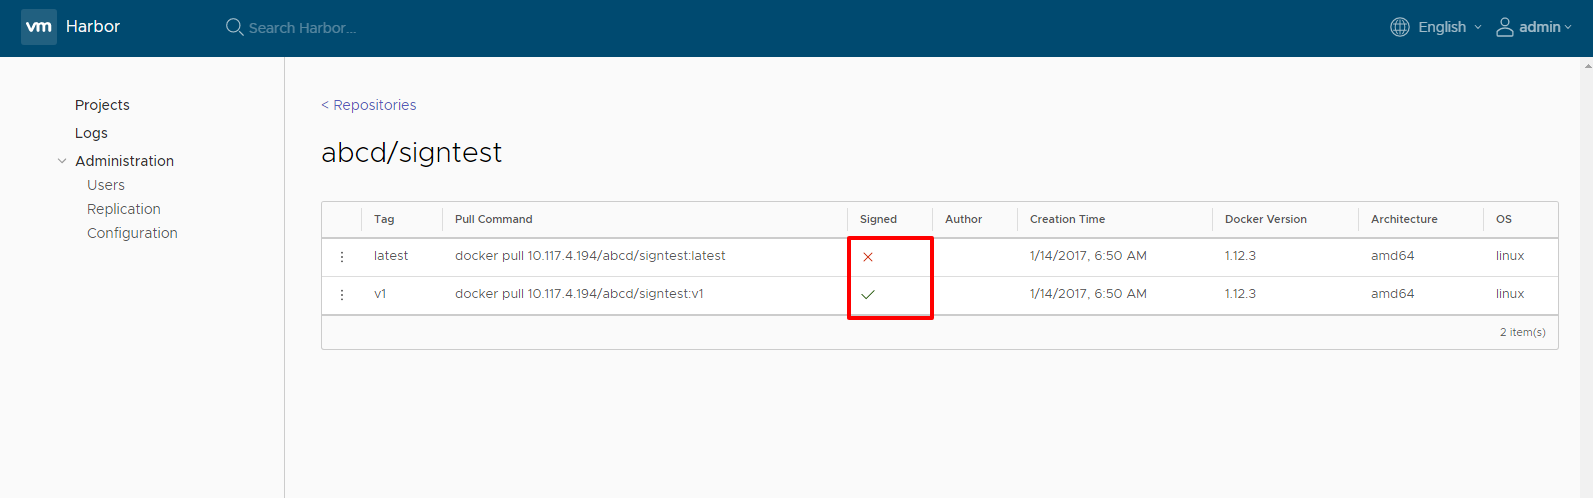 vm Harbor Search Harbor... English admin
Projects
Logs
Administration
Users
Replication
Configuration
< Repositories
abcd/signtest
Tag Pull Command Signed Author Creation Time Docker Version Architecture OS
latest docker pull 10.117.4.194/abcd/signtest:latest 1/14/2017, 6:50 AM 1.12.3 amd64 linux
v1 docker pull 10.117.4.194/abcd/signtest:v1 1/14/2017, 6:50 AM 1.12.3 amd64 linux
2 item(s)